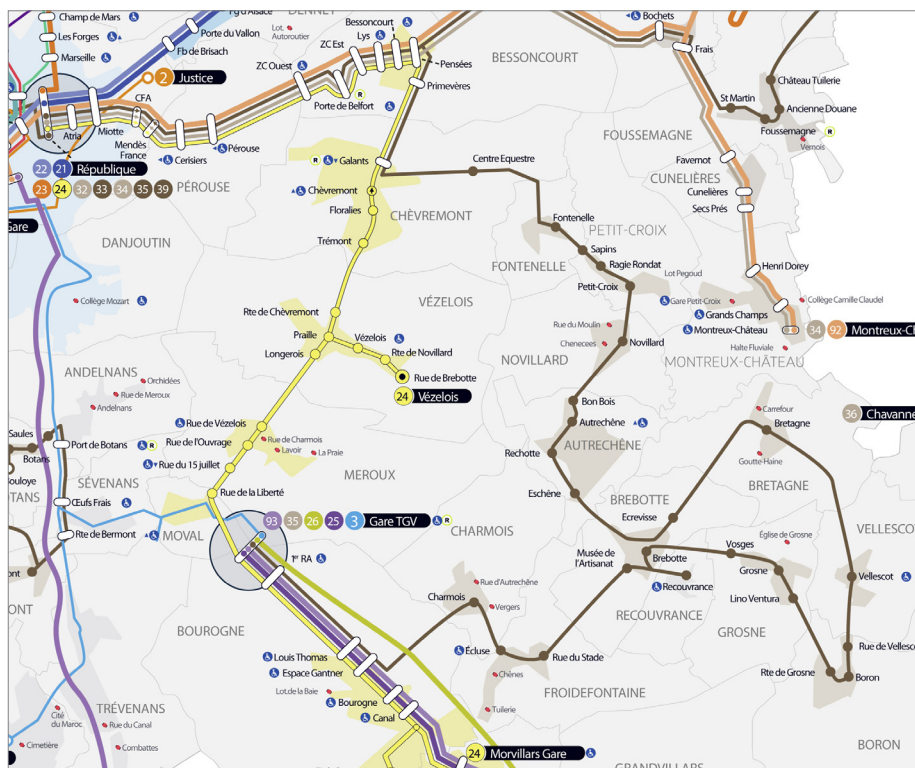 Champ de Mars
Les Forges
Marseille
Fg d'Alsace
Porte du Vallon
Fb de Brisach
Lot.
Autoroutier
Bessoncourt
Lys
ZC Est
ZC Ouest
Pensées
Primevères
Porte de Belfort
R
BESSONCOURT
Bochets
Frais
Château Tuilerie
St Martin
Ancienne Douane
Foussemagne
R
Vernois
FOUSSEMAGNE
2 Justice
CFA
Atria
Miotte
Mendès
France
Cerisiers
Pérouse
22 21 République
23 24 32 33 34 35 39
PÉROUSE
Gare
DANJOUTIN
R
Galants
Centre Equestre
Chèvremont
Floralies
CHÈVREMONT
Trémont
Favernot
CUNELIÈRES
Cunelières
Secs Prés
Fontenelle
PETIT-CROIX
Sapins
Ragie Rondat
FONTENELLE
Petit-Croix
Lot Pegoud
Henri Dorey
Gare Petit-Croix
Collège Camille Claudel
Grands Champs
Montreux-Château
34 92 Montreux-Ch
Halte Fluviale
MONTREUX-CHÂTEAU
Collège Mozart
VÉZELOIS
Rte de Chèvremont
Praille
Vézelois
Longerois
Rte de Novillard
Rue de Brebotte
24 Vézelois
Rue du Moulin
Chenecees
Novillard
NOVILLARD
ANDELNANS
Orchidées
Rue de Meroux
Andelnans
Bon Bois
Autrechêne
AUTRECHÊNE
Rechotte
Eschêne
Carrefour
Bretagne
36 Chavanne
Goutte-Haine
BRETAGNE
BREBOTTE
Ecrevisse
Saules
Botans
Port de Botans
R
SÉVENANS
Œufs Frais
Rte de Bermont
MOVAL
Rue de Vézelois
Rue de l'Ouvrage
Rue de Charmois
Lavoir
La Praie
Rue du 15 juillet
MEROUX
Rue de la Liberté
93 35 26 25 3 Gare TGV
R
CHARMOIS
1er RA
VELLESCO
Église de Grosne
Vosges
Musée de
l'Artisanat
Brebotte
Grosne
Recouvrance
Vellescot
Lino Ventura
RECOUVRANCE
GROSNE
Rue d'Autrechêne
Charmois
Vergers
BOUROGNE
Louis Thomas
Espace Gantner
Écluse
Rue du Stade
Rue de Vellesco
Rte de Grosne
Boron
Lot.de la Baie
Bourogne
Canal
Chênes
FROIDEFONTAINE
Tuilerie
TRÉVENANS
Cité
du Maroc
Rue du Canal
Cimetière
Combattes
24 Morvillars Gare
BORON
GRANDVILLARS